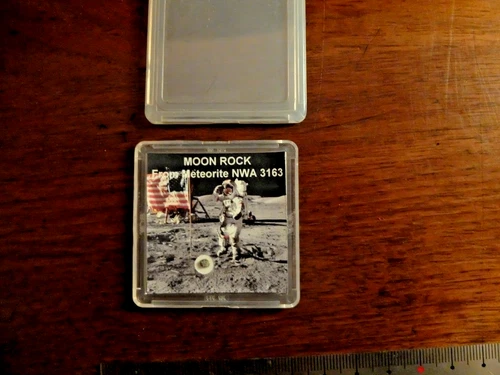 MOON ROCK
From Meteorite NWA 3163